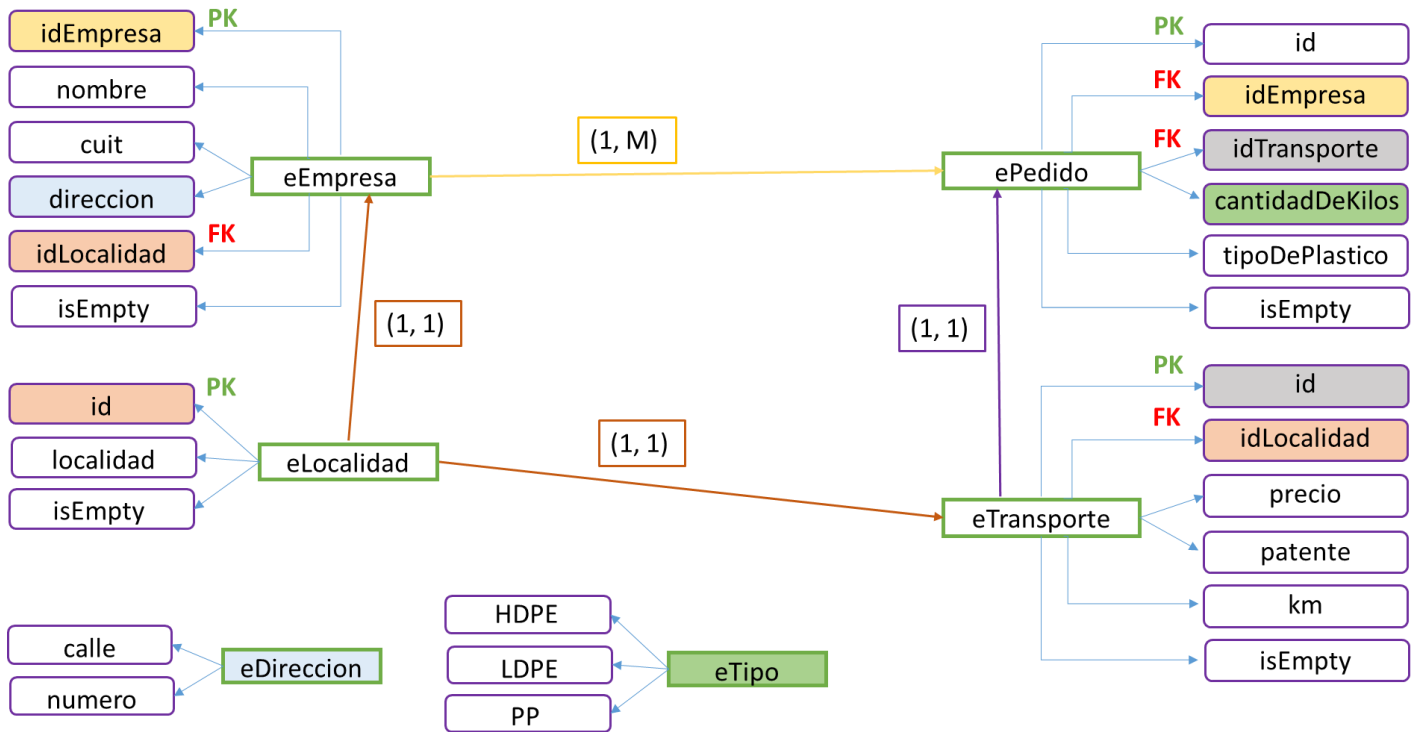 idEmpresa
PK
nombre
cuit
direccion
idLocalidad
FK
isEmpty
eEmpresa
(1, M)
ePedido
PK
id
FK
idEmpresa
FK
idTransporte
cantidadDeKilos
tipoDePlastico
isEmpty
(1, 1)
(1, 1)
id
PK
localidad
isEmpty
eLocalidad
(1, 1)
eTransporte
PK
id
FK
idLocalidad
precio
patente
km
isEmpty
calle
numero
eDireccion
HDPE
LDPE
PP
eTipo